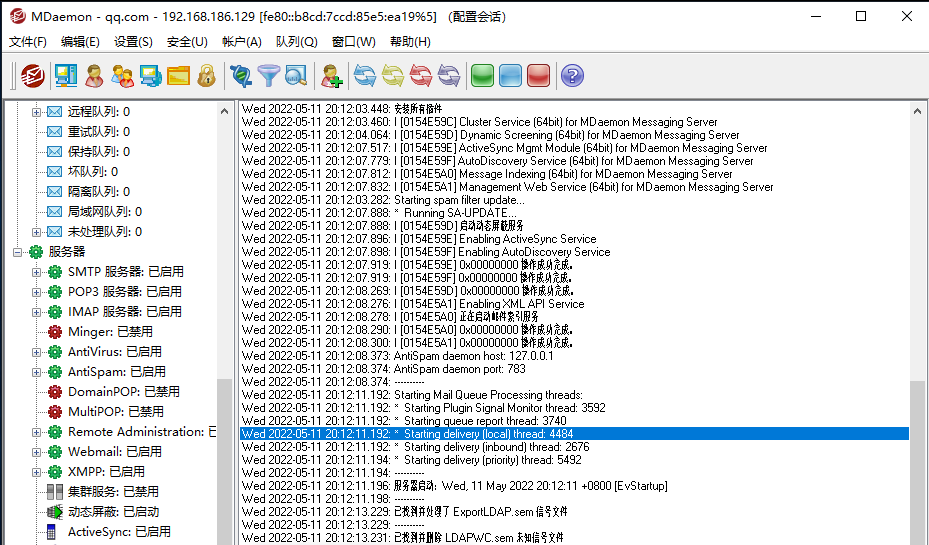 MDaemon - qq.com - 192.168.186.129 [fe80::b8cd:7ccd:85e5:ea19%5] (配置会话)
文件(F) 编辑(E) 设置(S) 安全(U) 帐户(A) 队列(Q) 窗口(W) 帮助(H)
远程队列: 0
重试队列: 0
保持队列: 0
坏队列: 0
隔离队列: 0
局域网队列: 0
未处理队列: 0
服务器
SMTP 服务器: 已启用
POP3 服务器: 已启用
IMAP 服务器: 已启用
Minger: 已禁用
AntiVirus: 已启用
AntiSpam: 已启用
DomainPOP: 已禁用
MultiPOP: 已禁用
Remote Administration: E
Webmail: 已启用
XMPP: 已启用
集群服务: 已禁用
动态屏蔽: 已启动
ActiveSync: 已启用
Wed 2022-05-11 20:12:03.448: 安装所有插件
Wed 2022-05-11 20:12:03.460: I [0154E59C] Cluster Service (64bit) for MDaemon Messaging Server
Wed 2022-05-11 20:12:04.064: I [0154E59D] Dynamic Screening (64bit) for MDaemon Messaging Server
Wed 2022-05-11 20:12:07.517: I [0154E59E] ActiveSync Mgmt Module (64bit) for MDaemon Messaging Server
Wed 2022-05-11 20:12:07.779: I [0154E59F] AutoDiscovery Service (64bit) for MDaemon Messaging Server
Wed 2022-05-11 20:12:07.812: I [0154E5A0] Message Indexing (64bit) for MDaemon Messaging Server
Wed 2022-05-11 20:12:07.832: I [0154E5A1] Management Web Service (64bit) for MDaemon Messaging Server
Wed 2022-05-11 20:12:03.282: Starting spam filter update...
Wed 2022-05-11 20:12:07.888: * Running SA-UPDATE...
Wed 2022-05-11 20:12:07.888: I [0154E59D] 启动动态屏蔽服务
Wed 2022-05-11 20:12:07.896: I [0154E59E] Enabling ActiveSync Service
Wed 2022-05-11 20:12:07.898: I [0154E59F] Enabling AutoDiscovery Service
Wed 2022-05-11 20:12:07.919: I [0154E59E] 0x00000000 操作成功完成。
Wed 2022-05-11 20:12:07.919: I [0154E59F] 0x00000000 操作成功完成。
Wed 2022-05-11 20:12:08.269: I [0154E59D] 0x00000000 操作成功完成。
Wed 2022-05-11 20:12:08.276: I [0154E5A1] Enabling XML API Service
Wed 2022-05-11 20:12:08.278: I [0154E5A0] 正在启动邮件索引服务
Wed 2022-05-11 20:12:08.290: I [0154E5A0] 0x00000000 操作成功完成。
Wed 2022-05-11 20:12:08.300: I [0154E5A1] 0x00000000 操作成功完成。
Wed 2022-05-11 20:12:08.373: AntiSpam daemon host: 127.0.0.1
Wed 2022-05-11 20:12:08.374: AntiSpam daemon port: 783
Wed 2022-05-11 20:12:08.374: ----------
Wed 2022-05-11 20:12:11.192: Starting Mail Queue Processing threads:
Wed 2022-05-11 20:12:11.192: * Starting Plugin Signal Monitor thread: 3592
Wed 2022-05-11 20:12:11.192: * Starting queue report thread: 3740
Wed 2022-05-11 20:12:11.192: * Starting delivery (local) thread: 4484
Wed 2022-05-11 20:12:11.192: * Starting delivery (inbound) thread: 2676
Wed 2022-05-11 20:12:11.194: * Starting delivery (priority) thread: 5492
Wed 2022-05-11 20:12:11.194: ----------
Wed 2022-05-11 20:12:11.196: 服务器启动: Wed, 11 May 2022 20:12:11 +0800 [EvStartup]
Wed 2022-05-11 20:12:11.198: ----------
Wed 2022-05-11 20:12:13.229: 已找到并处理了 ExportLDAP.sem 信号文件
Wed 2022-05-11 20:12:13.229: ----------
Wed 2022-05-11 20:12:13.231: 已找到并删除 LDAPWC.sem 未知信号文件